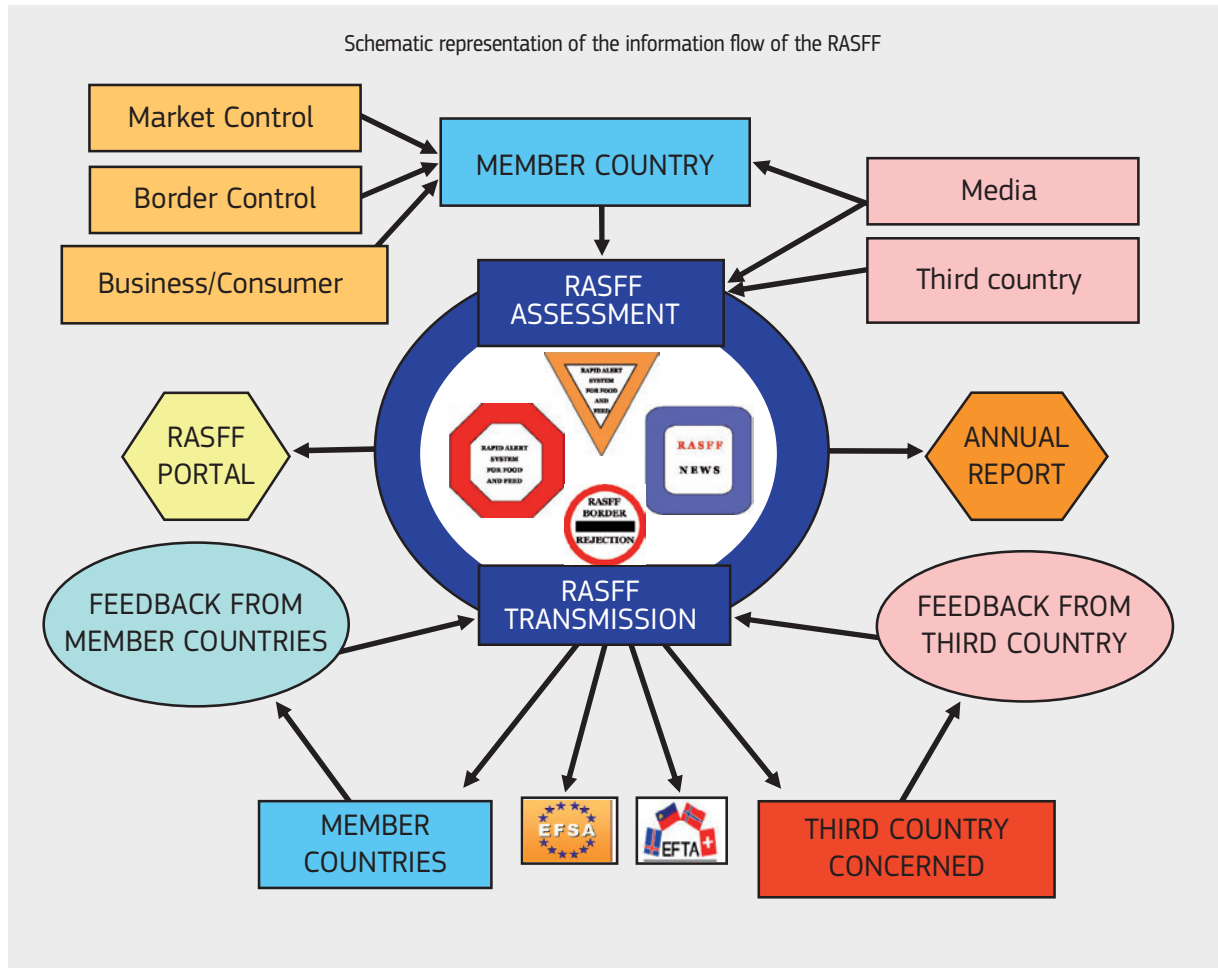 Schematic representation of the information flow of the RASFF
Market Control
MEMBER COUNTRY
Border Control
Media
Business/Consumer
Third country
RASFF
ASSESSMENT
RAPID ALERT
SYSTEM
FOR FOOD
AND
FEED
RAPID ALERT
SYSTEM
FOR FOOD
AND FEED
RASFF
NEWS
RASFF
BORDER
REJECTION
RASFF
PORTAL
ANNUAL
REPORT
FEEDBACK FROM
MEMBER COUNTRIES
RASFF
TRANSMISSION
FEEDBACK FROM
THIRD COUNTRY
MEMBER
COUNTRIES
EFSA
EFTA
THIRD COUNTRY
CONCERNED